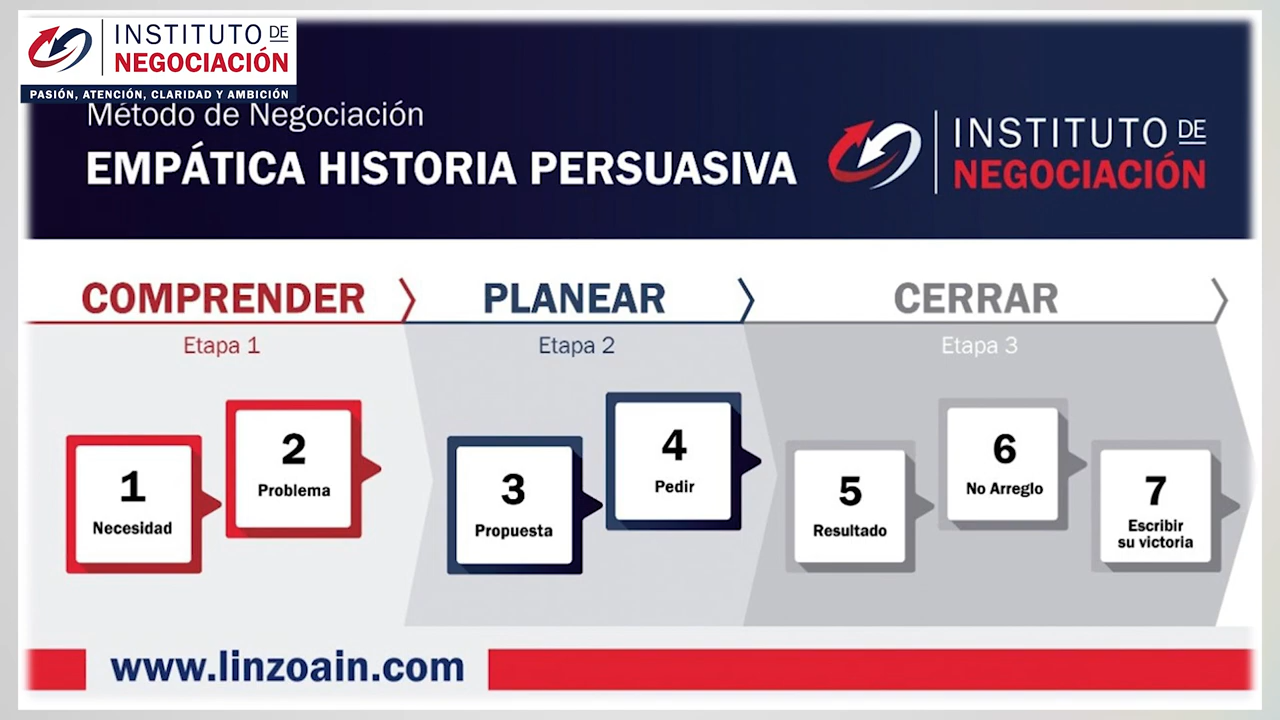 INSTITUTO DE
NEGOCIACIÓN
PASIÓN, ATENCIÓN, CLARIDAD Y AMBICIÓN
Método de Negociación
EMPÁTICA HISTORIA PERSUASIVA
INSTITUTO DE
NEGOCIACIÓN
COMPRENDER
PLANEAR
CERRAR
Etapa 1
Etapa 2
Etapa 3
1
Necesidad
2
Problema
3
Propuesta
4
Pedir
5
Resultado
6
No Arreglo
7
Escribir
su victoria
www.linzoain.com